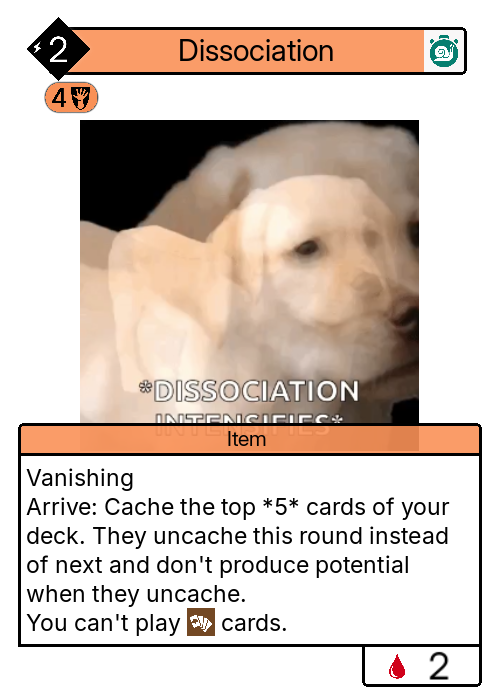 2
Dissociation
4
*DISSOCIATION
INTENSIFIES*
Item
Vanishing
Arrive: Cache the top *5* cards of your
deck. They uncache this round instead
of next and don't produce potential
when they uncache.
You can't play cards.
2